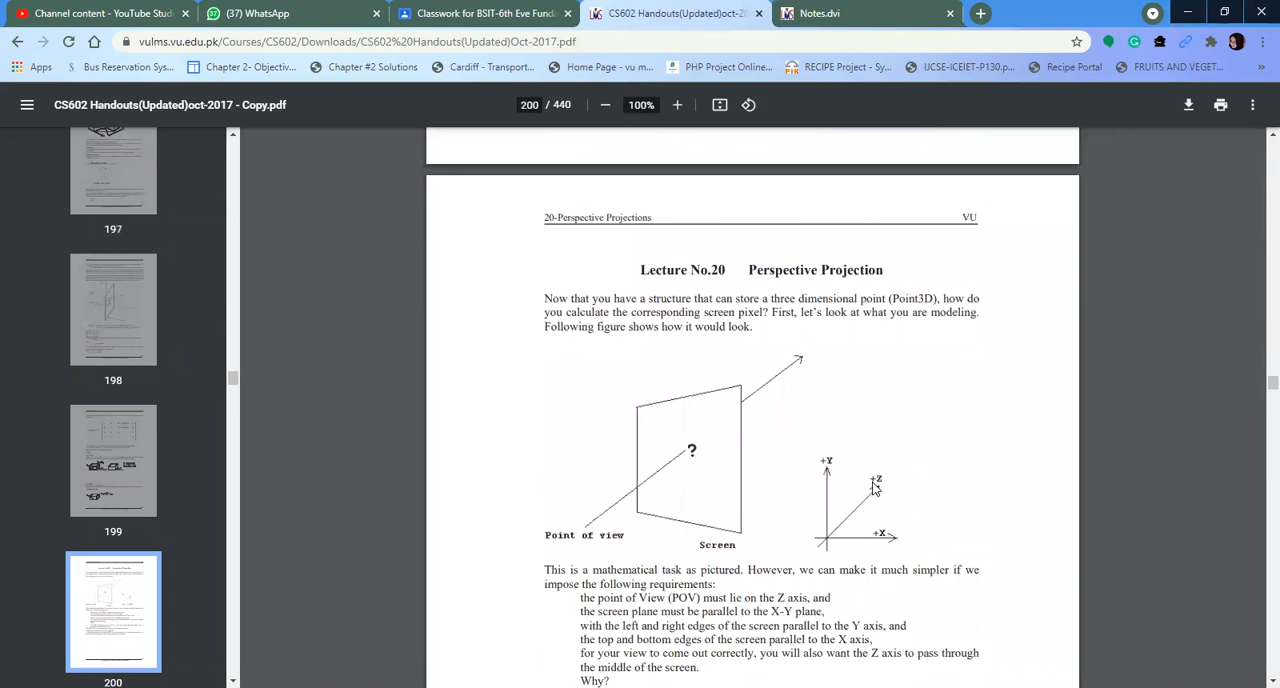 Channel content - YouTube Stud
(37) WhatsApp
Classwork for BSIT-6th Eve Fund
CS602 Handouts(Updated)oct-20
Notes.dvi
vulms.vu.edu.pk/Courses/CS602/Downloads/CS602%20Handouts(Updated)Oct-2017.pdf
Apps
Bus Reservation Sys...
Chapter 2- Objectiv...
Chapter #2 Solutions
Cardiff - Transport...
Home Page - vu m...
PHP Project Online...
RECIPE Project - Sy...
IJCSE-ICEIET-P130.p...
Recipe Portal
FRUITS AND VEGET...
»
CS602 Handouts(Updated)oct-2017 - Copy.pdf
200 / 440
100%
197
198
199
200
20-Perspective Projections
VU
Lecture No.20 Perspective Projection
Now that you have a structure that can store a three dimensional point (Point3D), how do
you calculate the corresponding screen pixel? First, let's look at what you are modeling.
Following figure shows how it would look.
?
Point of view
Screen
+Y
+Z
+X
This is a mathematical task as pictured. However, we can make it much simpler if we
impose the following requirements:
the point of View (POV) must lie on the Z axis, and
the screen plane must be parallel to the X-Y plane,
with the left and right edges of the screen parallel to the Y axis, and
the top and bottom edges of the screen parallel to the X axis,
for your view to come out correctly, you will also want the Z axis to pass through
the middle of the screen.
Why?